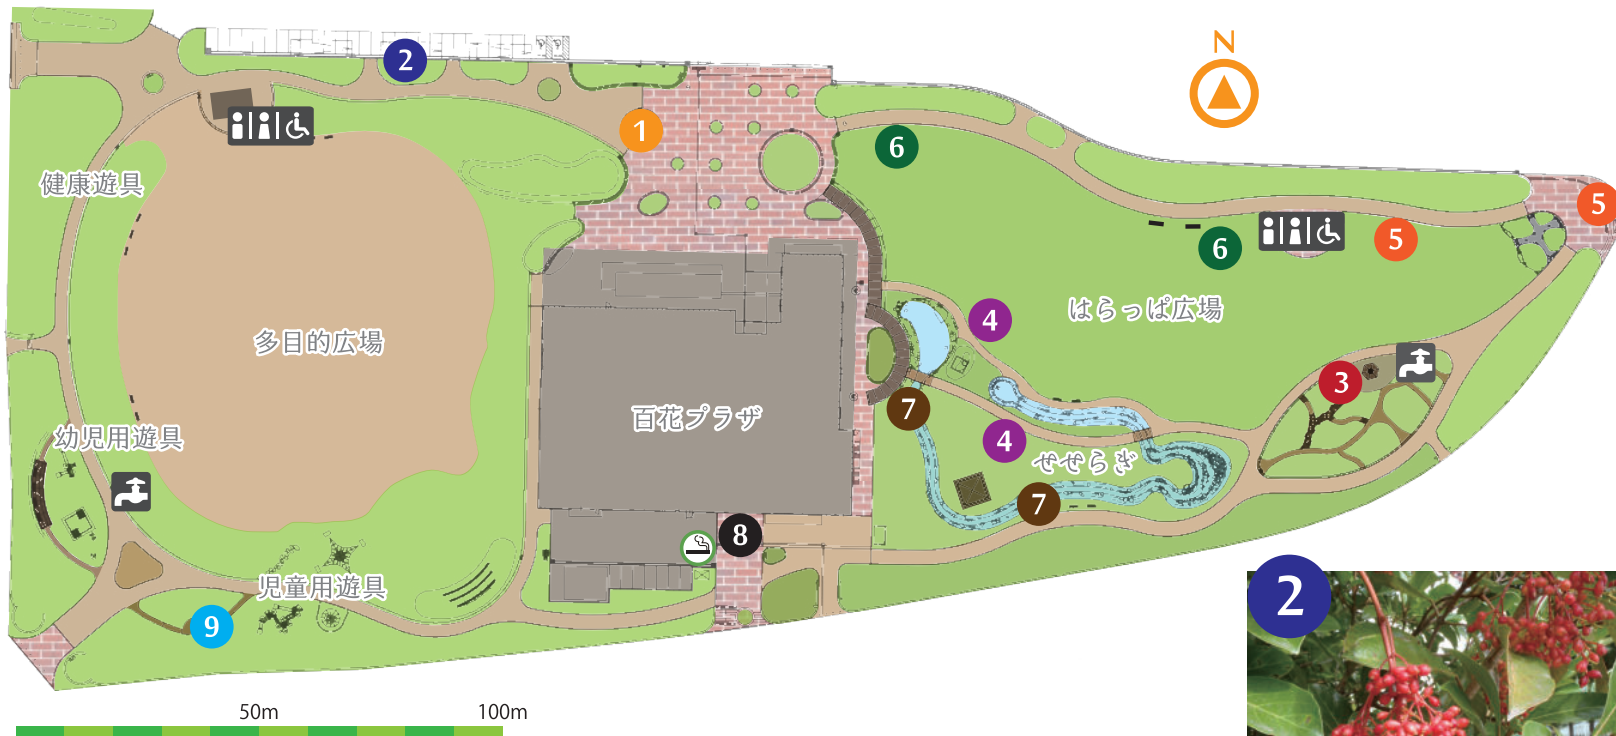 N
2
1
6
5
健康遊具
6
5
はらっぱ広場
4
多目的広場
3
7
百花プラザ
4
幼児用遊具
せせらぎ
7
8
児童用遊具
9
2
50m
100m